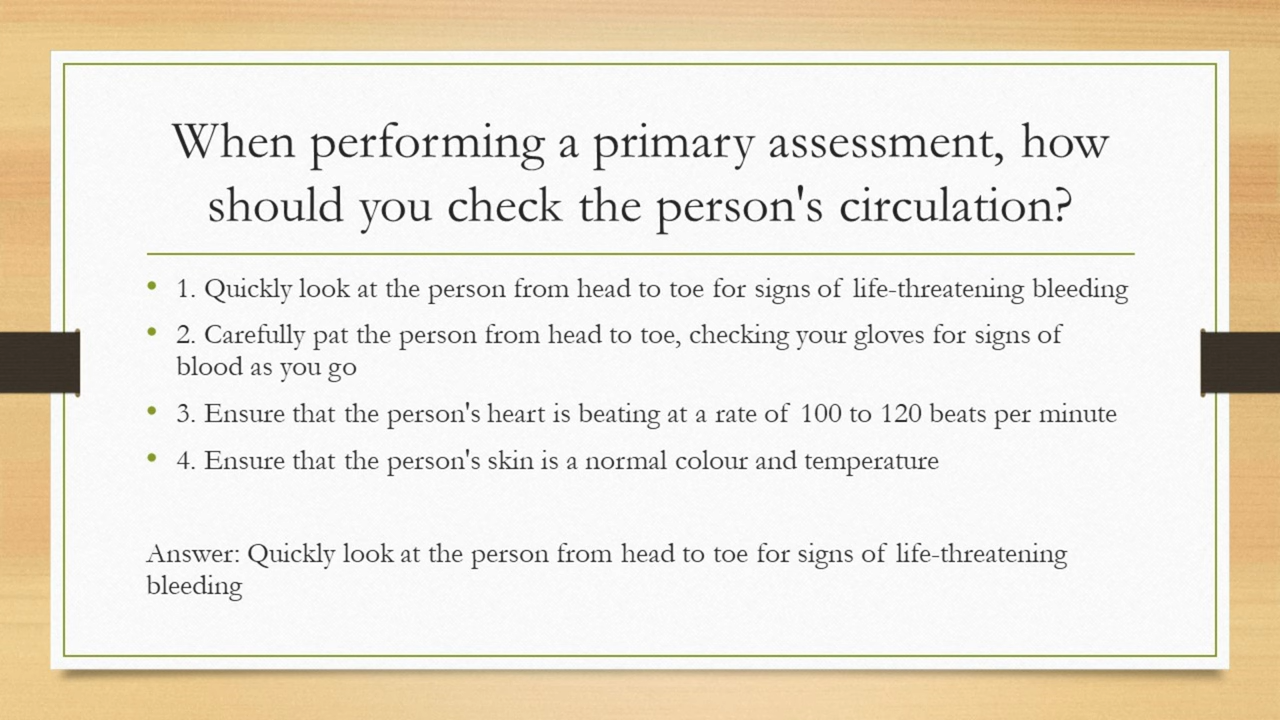 When performing a primary assessment, how
should you check the person's circulation?
• 1. Quickly look at the person from head to toe for signs of life-threatening bleeding
• 2. Carefully pat the person from head to toe, checking your gloves for signs of
blood as you go
• 3. Ensure that the person's heart is beating at a rate of 100 to 120 beats per minute
• 4. Ensure that the person's skin is a normal colour and temperature
Answer: Quickly look at the person from head to toe for signs of life-threatening
bleeding